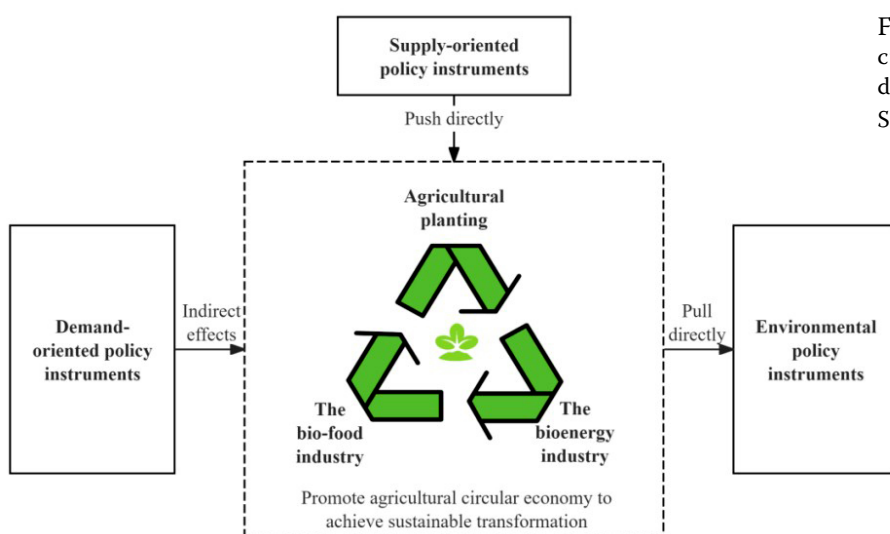 Supply-oriented
policy instruments
F
c
d
S
Push directly
Agricultural
planting
Demand-
oriented policy
instruments
Indirect
effects
Pull
directly
Environmental
policy
instruments
The
bio-food
industry
The
bioenergy
industry
Promote agricultural circular economy to
achieve sustainable transformation